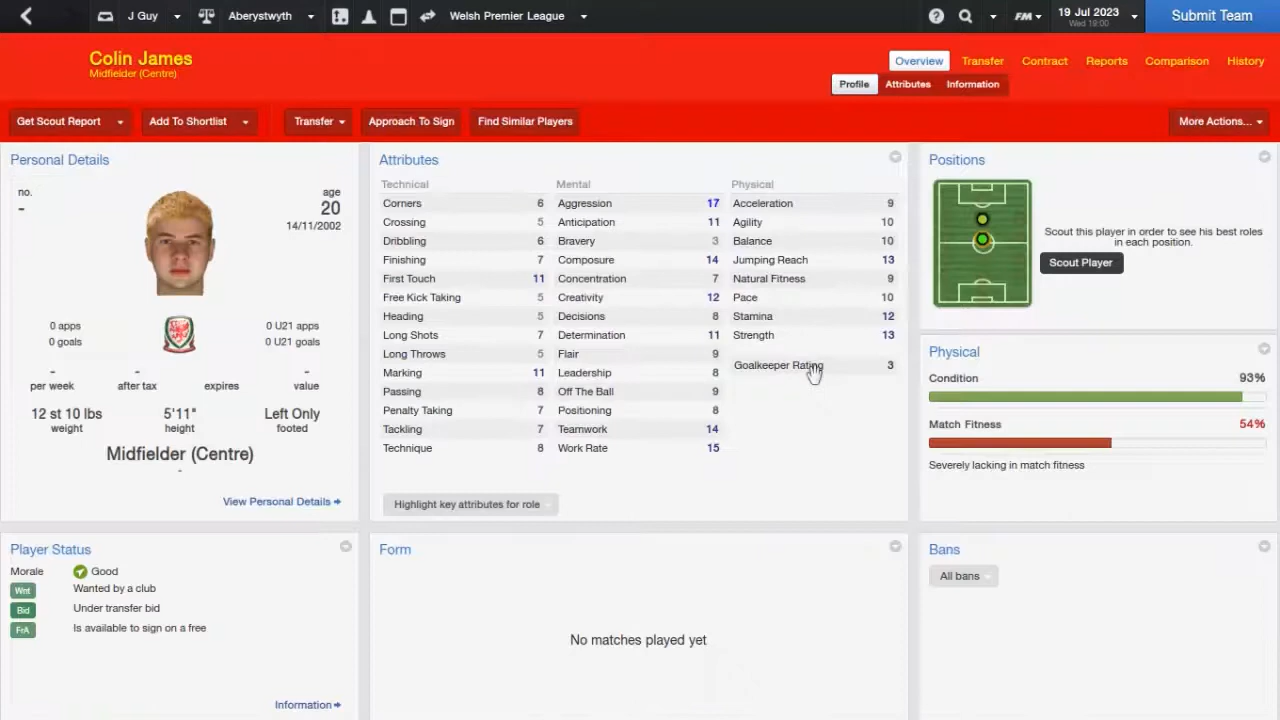 J Guy
Aberystwyth
Welsh Premier League
?
FM
19 Jul 2023
Wed 19:00
Submit Team
Colin James
Midfielder (Centre)
Overview Transfer Contract Reports Comparison History
Profile Attributes Information
Get Scout Report
Add To Shortlist
Transfer
Approach To Sign
Find Similar Players
More Actions...
Personal Details
no.
-
age
20
14/11/2002
0 apps
0 goals
0 U21 apps
0 U21 goals
- per week
- after tax
expires
- value
12 st 10 lbs
weight
5'11"
height
Left Only
footed
Midfielder (Centre)
-
View Personal Details
Attributes
Technical
Corners 6
Crossing 5
Dribbling 6
Finishing 7
First Touch 11
Free Kick Taking 5
Heading 5
Long Shots 7
Long Throws 5
Marking 11
Passing 8
Penalty Taking 7
Tackling 7
Technique 8
Mental
Aggression 17
Anticipation 11
Bravery 3
Composure 14
Concentration 7
Creativity 12
Decisions 8
Determination 11
Flair 9
Leadership 8
Off The Ball 9
Positioning 8
Teamwork 14
Work Rate 15
Physical
Acceleration 9
Agility 10
Balance 10
Jumping Reach 13
Natural Fitness 9
Pace 10
Stamina 12
Strength 13
Goalkeeper Rating 3
Highlight key attributes for role
Positions
Scout this player in order to see his best roles
in each position.
Scout Player
Physical
Condition 93%
Match Fitness 54%
Severely lacking in match fitness
Player Status
Morale Good
Wnt Wanted by a club
Bid Under transfer bid
FrA Is available to sign on a free
Information
Form
No matches played yet
Bans
All bans